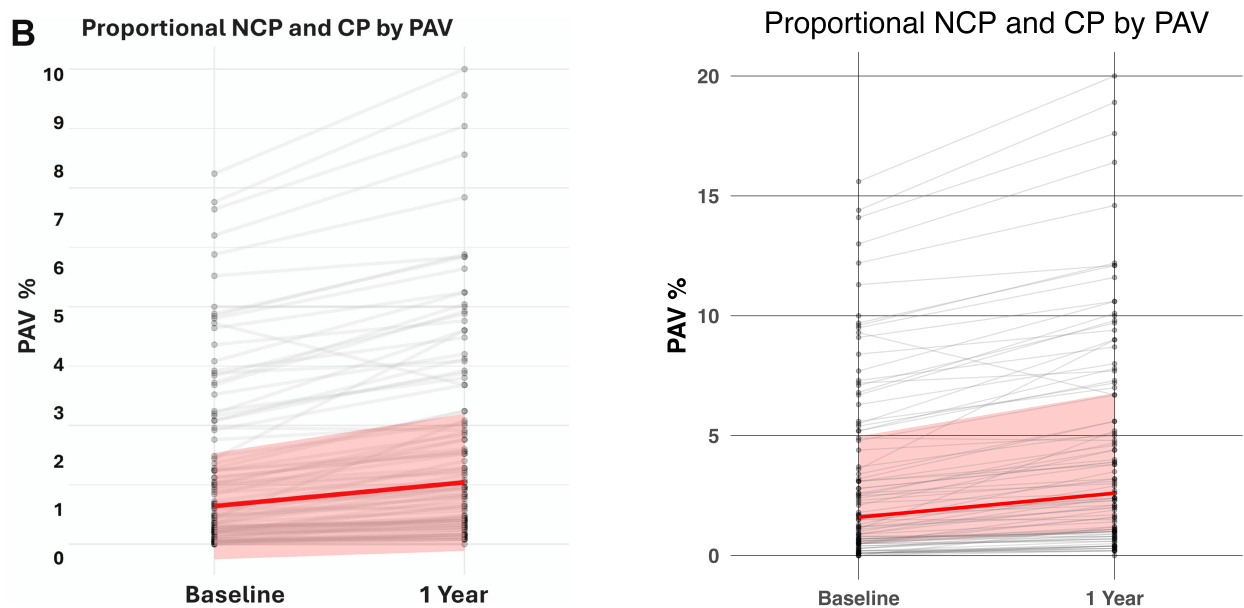 B
Proportional NCP and CP by PAV
10
9
8
7
6
5
4
3
2
1
0
PAV %
Baseline
1 Year
Proportional NCP and CP by PAV
20
15
10
5
0
PAV %
Baseline
1 Year